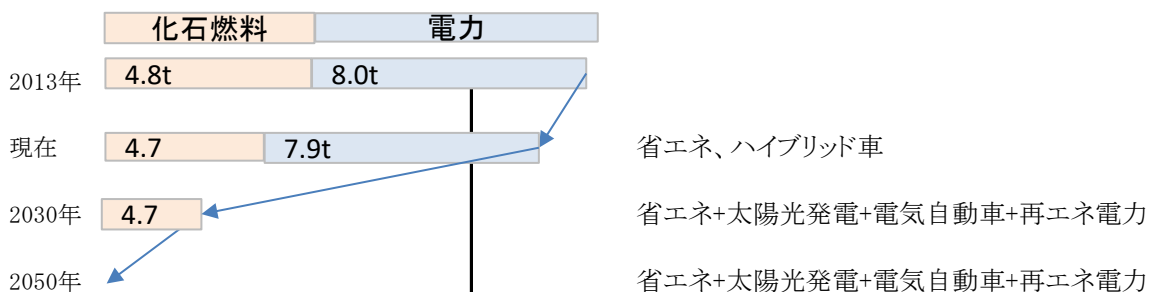 化石燃料 電力
2013年 4.8t 8.0t
現在 4.7 7.9t 省エネ、ハイブリッド車
2030年 4.7 省エネ+太陽光発電+電気自動車+再エネ電力
2050年 省エネ+太陽光発電+電気自動車+再エネ電力